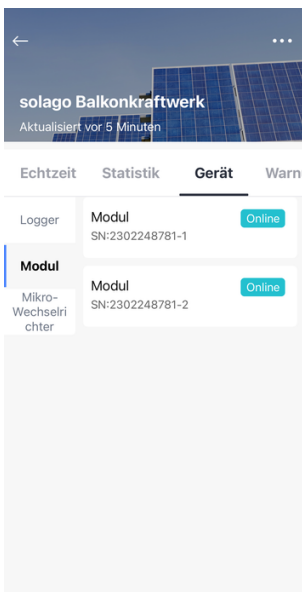 solago Balkonkraftwerk
Aktualisiert vor 5 Minuten
Echtzeit Statistik Gerät Warn
Logger
Modul
Mikro-
Wechselri
chter
Modul Online
SN:2302248781-1
Modul Online
SN:2302248781-2